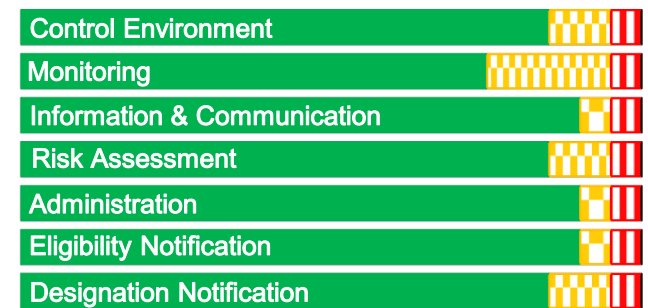 Control Environment
Monitoring
Information & Communication
Risk Assessment
Administration
Eligibility Notification
Designation Notification